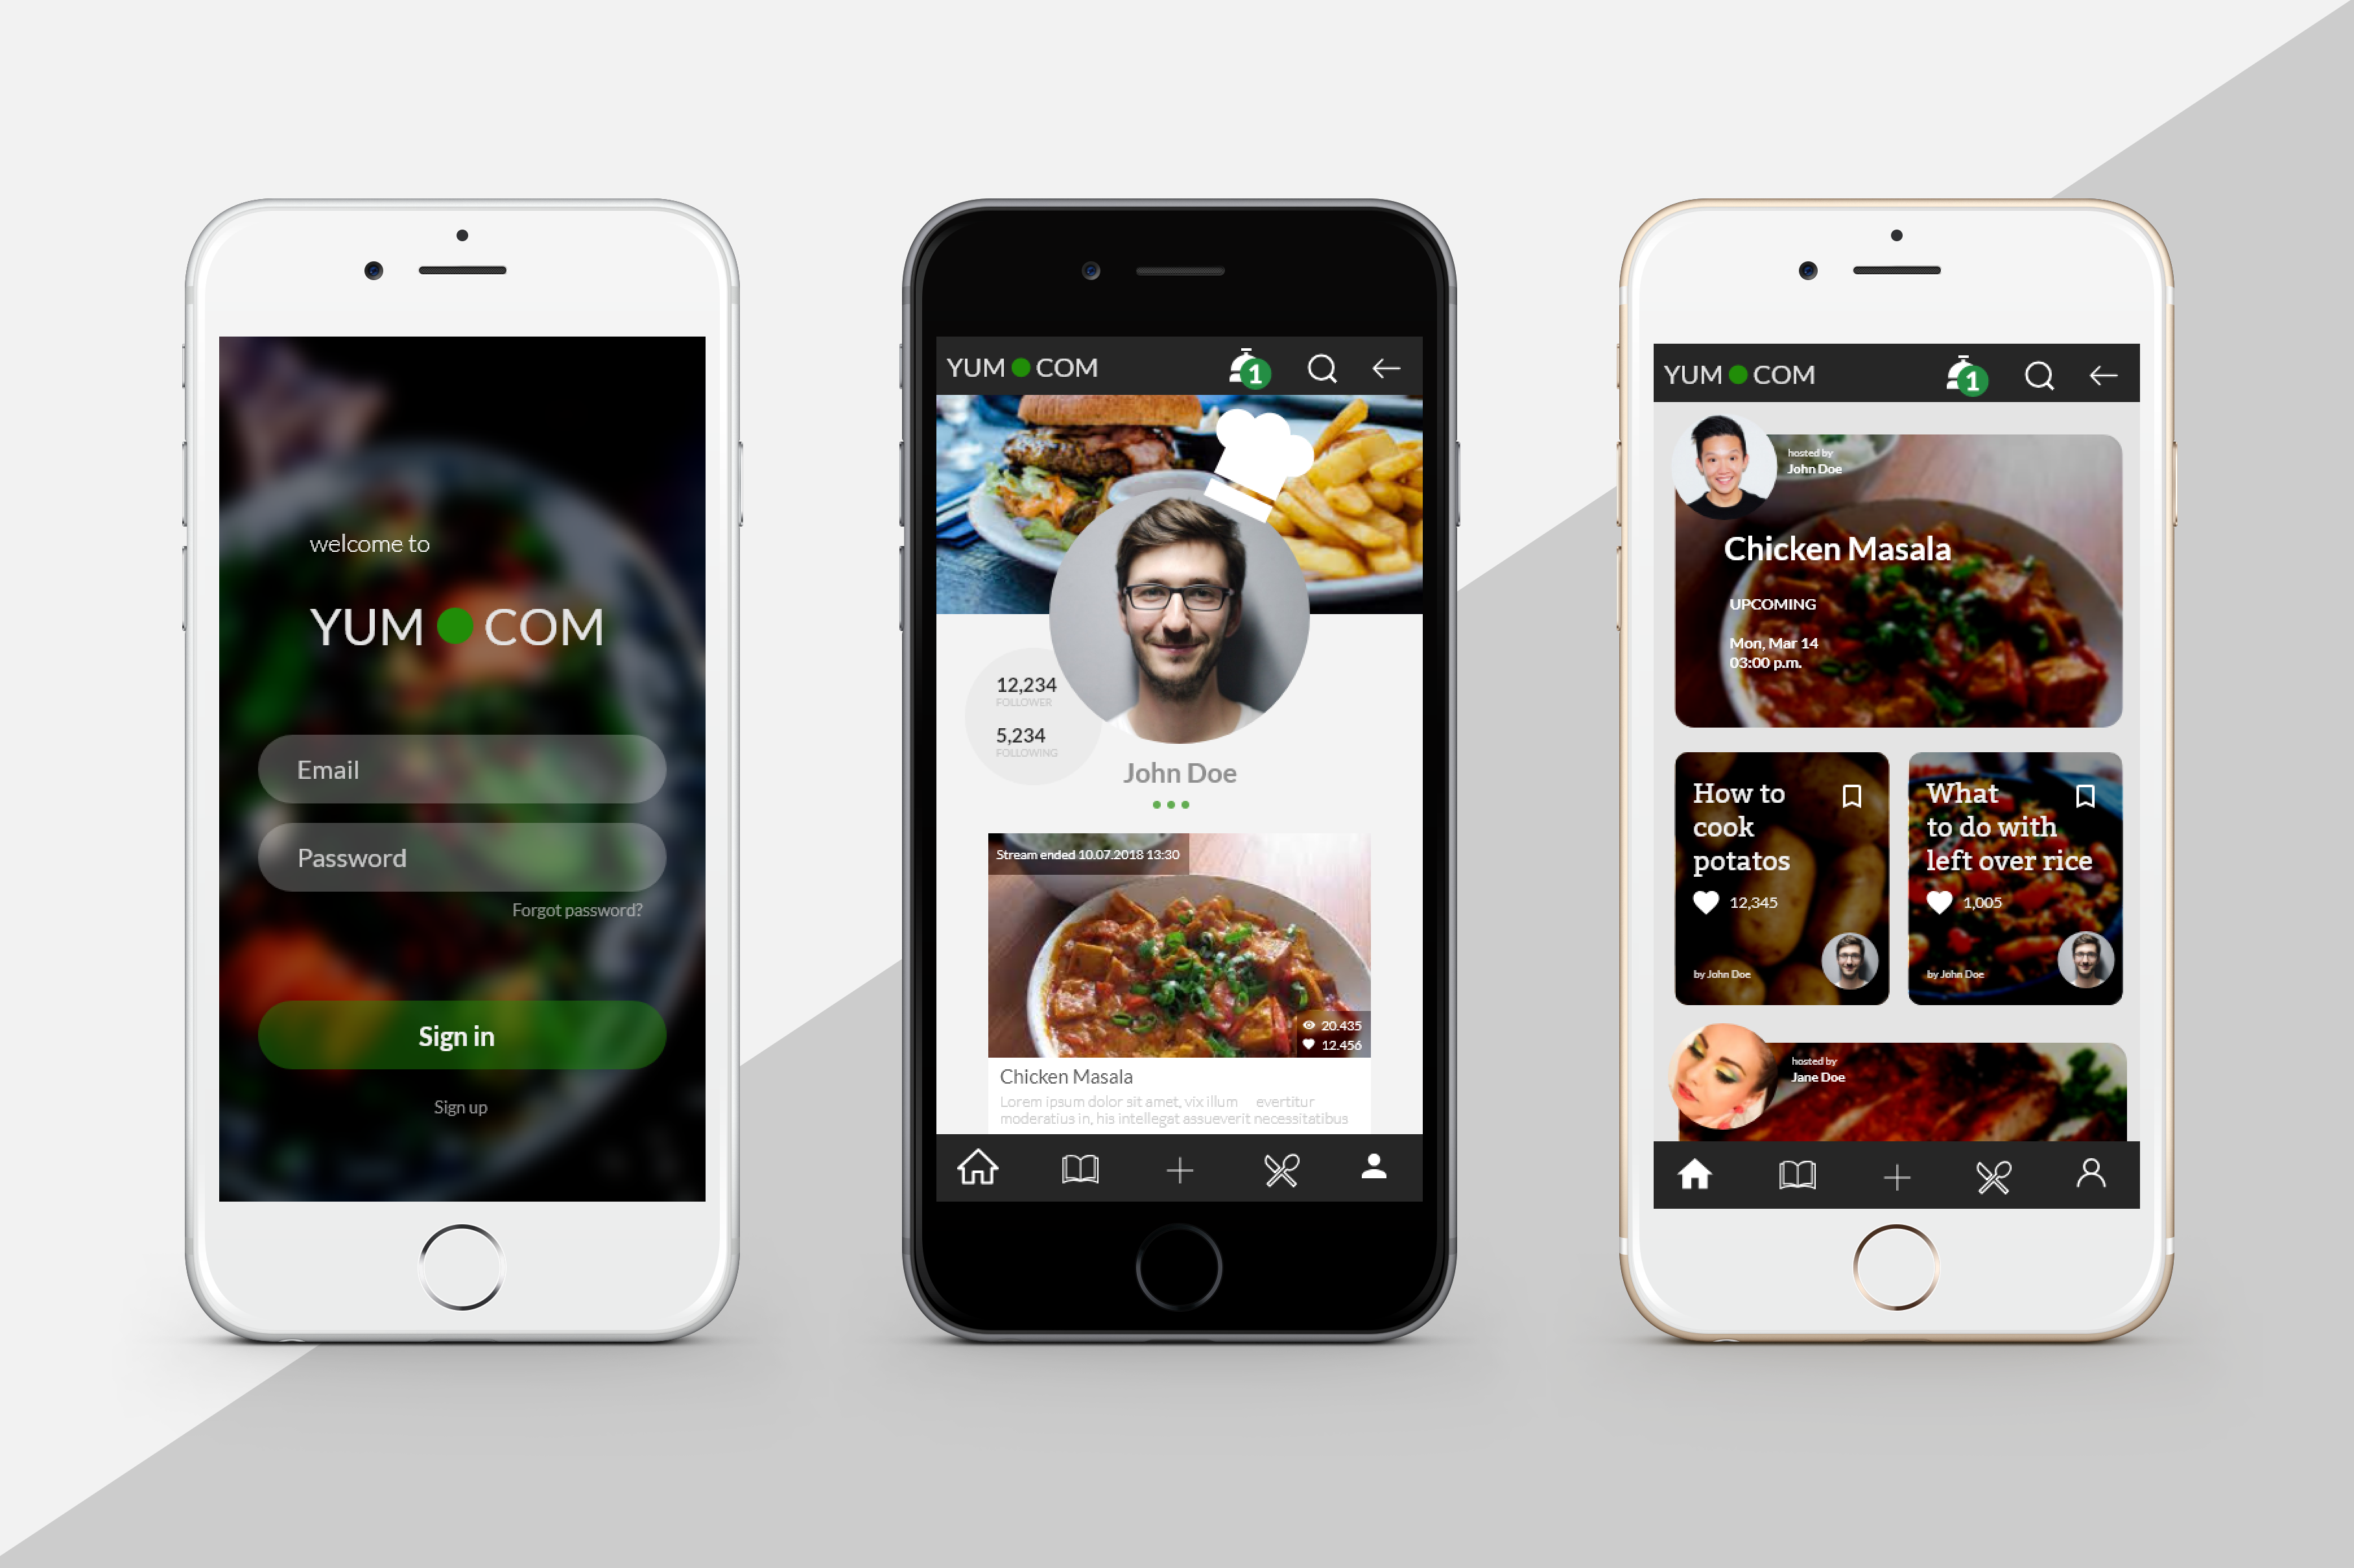 welcome to
YUM COM
Email
Password
Forgot password?
Sign in
Sign up
YUM COM
1
12,234
FOLLOWER
5,234
FOLLOWING
John Doe
Stream ended 10.07.2018 13:30
20.435
12.456
Chicken Masala
Lorem ipsum dolor sit amet, vix illum evertitur
moderatius in, his intellegat assueverit necessitatibus
YUM COM
1
hosted by
John Doe
Chicken Masala
UPCOMING
Mon, Mar 14
03:00 p.m.
How to
cook
potatos
12,345
by John Doe
What
to do with
left over rice
1,005
by John Doe
hosted by
Jane Doe